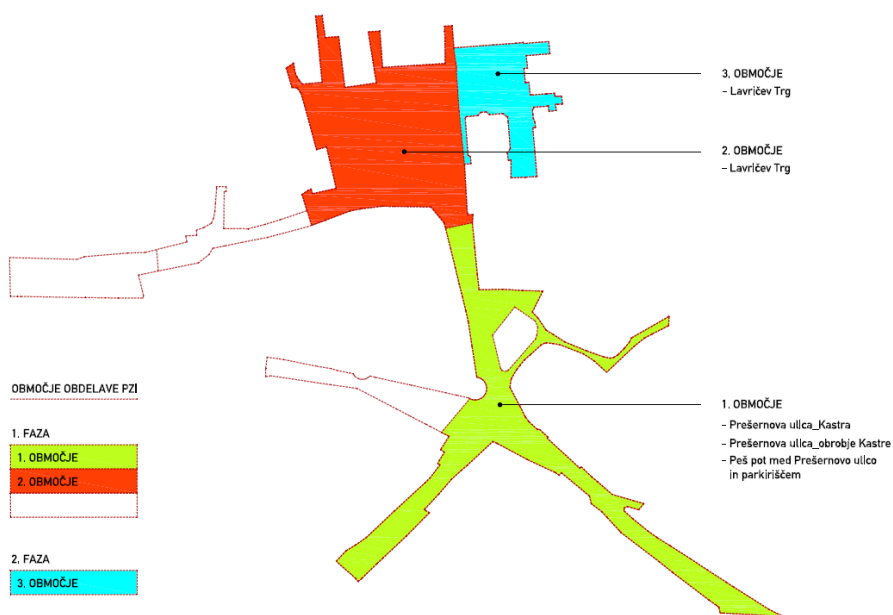 3. OBMOČJE
– Lavričev Trg
2. OBMOČJE
– Lavričev Trg
OBMOČJE OBDELAVE PZI
1. FAZA
1. OBMOČJE
2. OBMOČJE
2. FAZA
3. OBMOČJE
1. OBMOČJE
– Prešernova ulica_Kastra
– Prešernova ulica_obrobje Kastre
– Peš pot med Prešernovo ulico
in parkiriščem